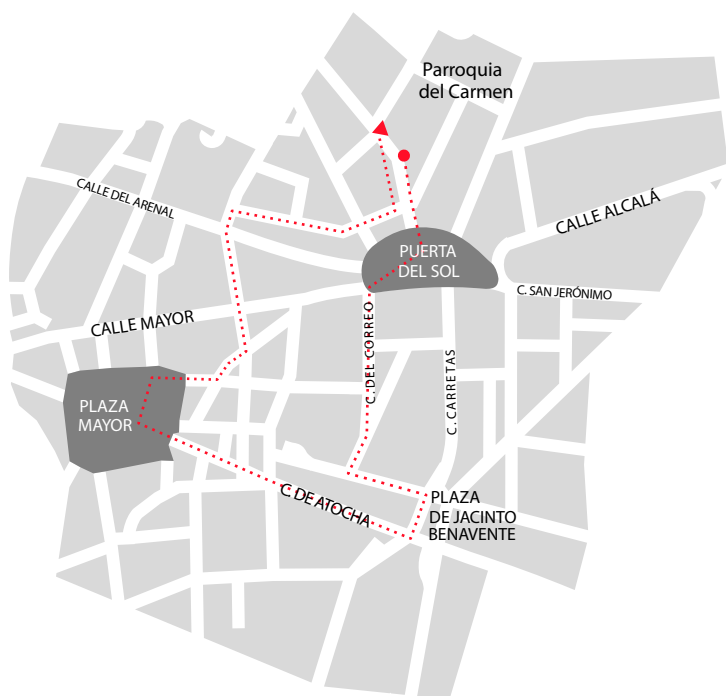 Parroquia
del Carmen
CALLE DEL ARENAL
CALLE ALCALÁ
PUERTA
DEL SOL
C. SAN JERÓNIMO
CALLE MAYOR
C. DEL CORREO
C. CARRETAS
PLAZA
MAYOR
C. DE ATOCHA
PLAZA
DE JACINTO
BENAVENTE